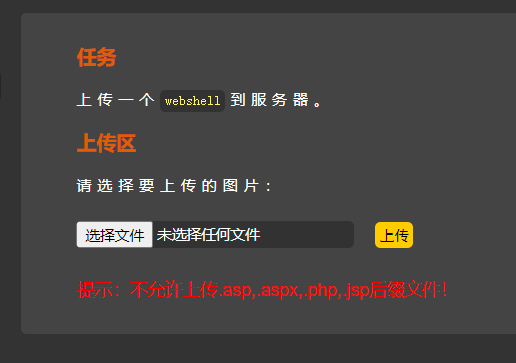 任务
上传一个 webshell 到服务器。
上传区
请选择要上传的图片：
选择文件 未选择任何文件 上传
提示：不允许上传.asp,.aspx,.php,.jsp后缀文件！